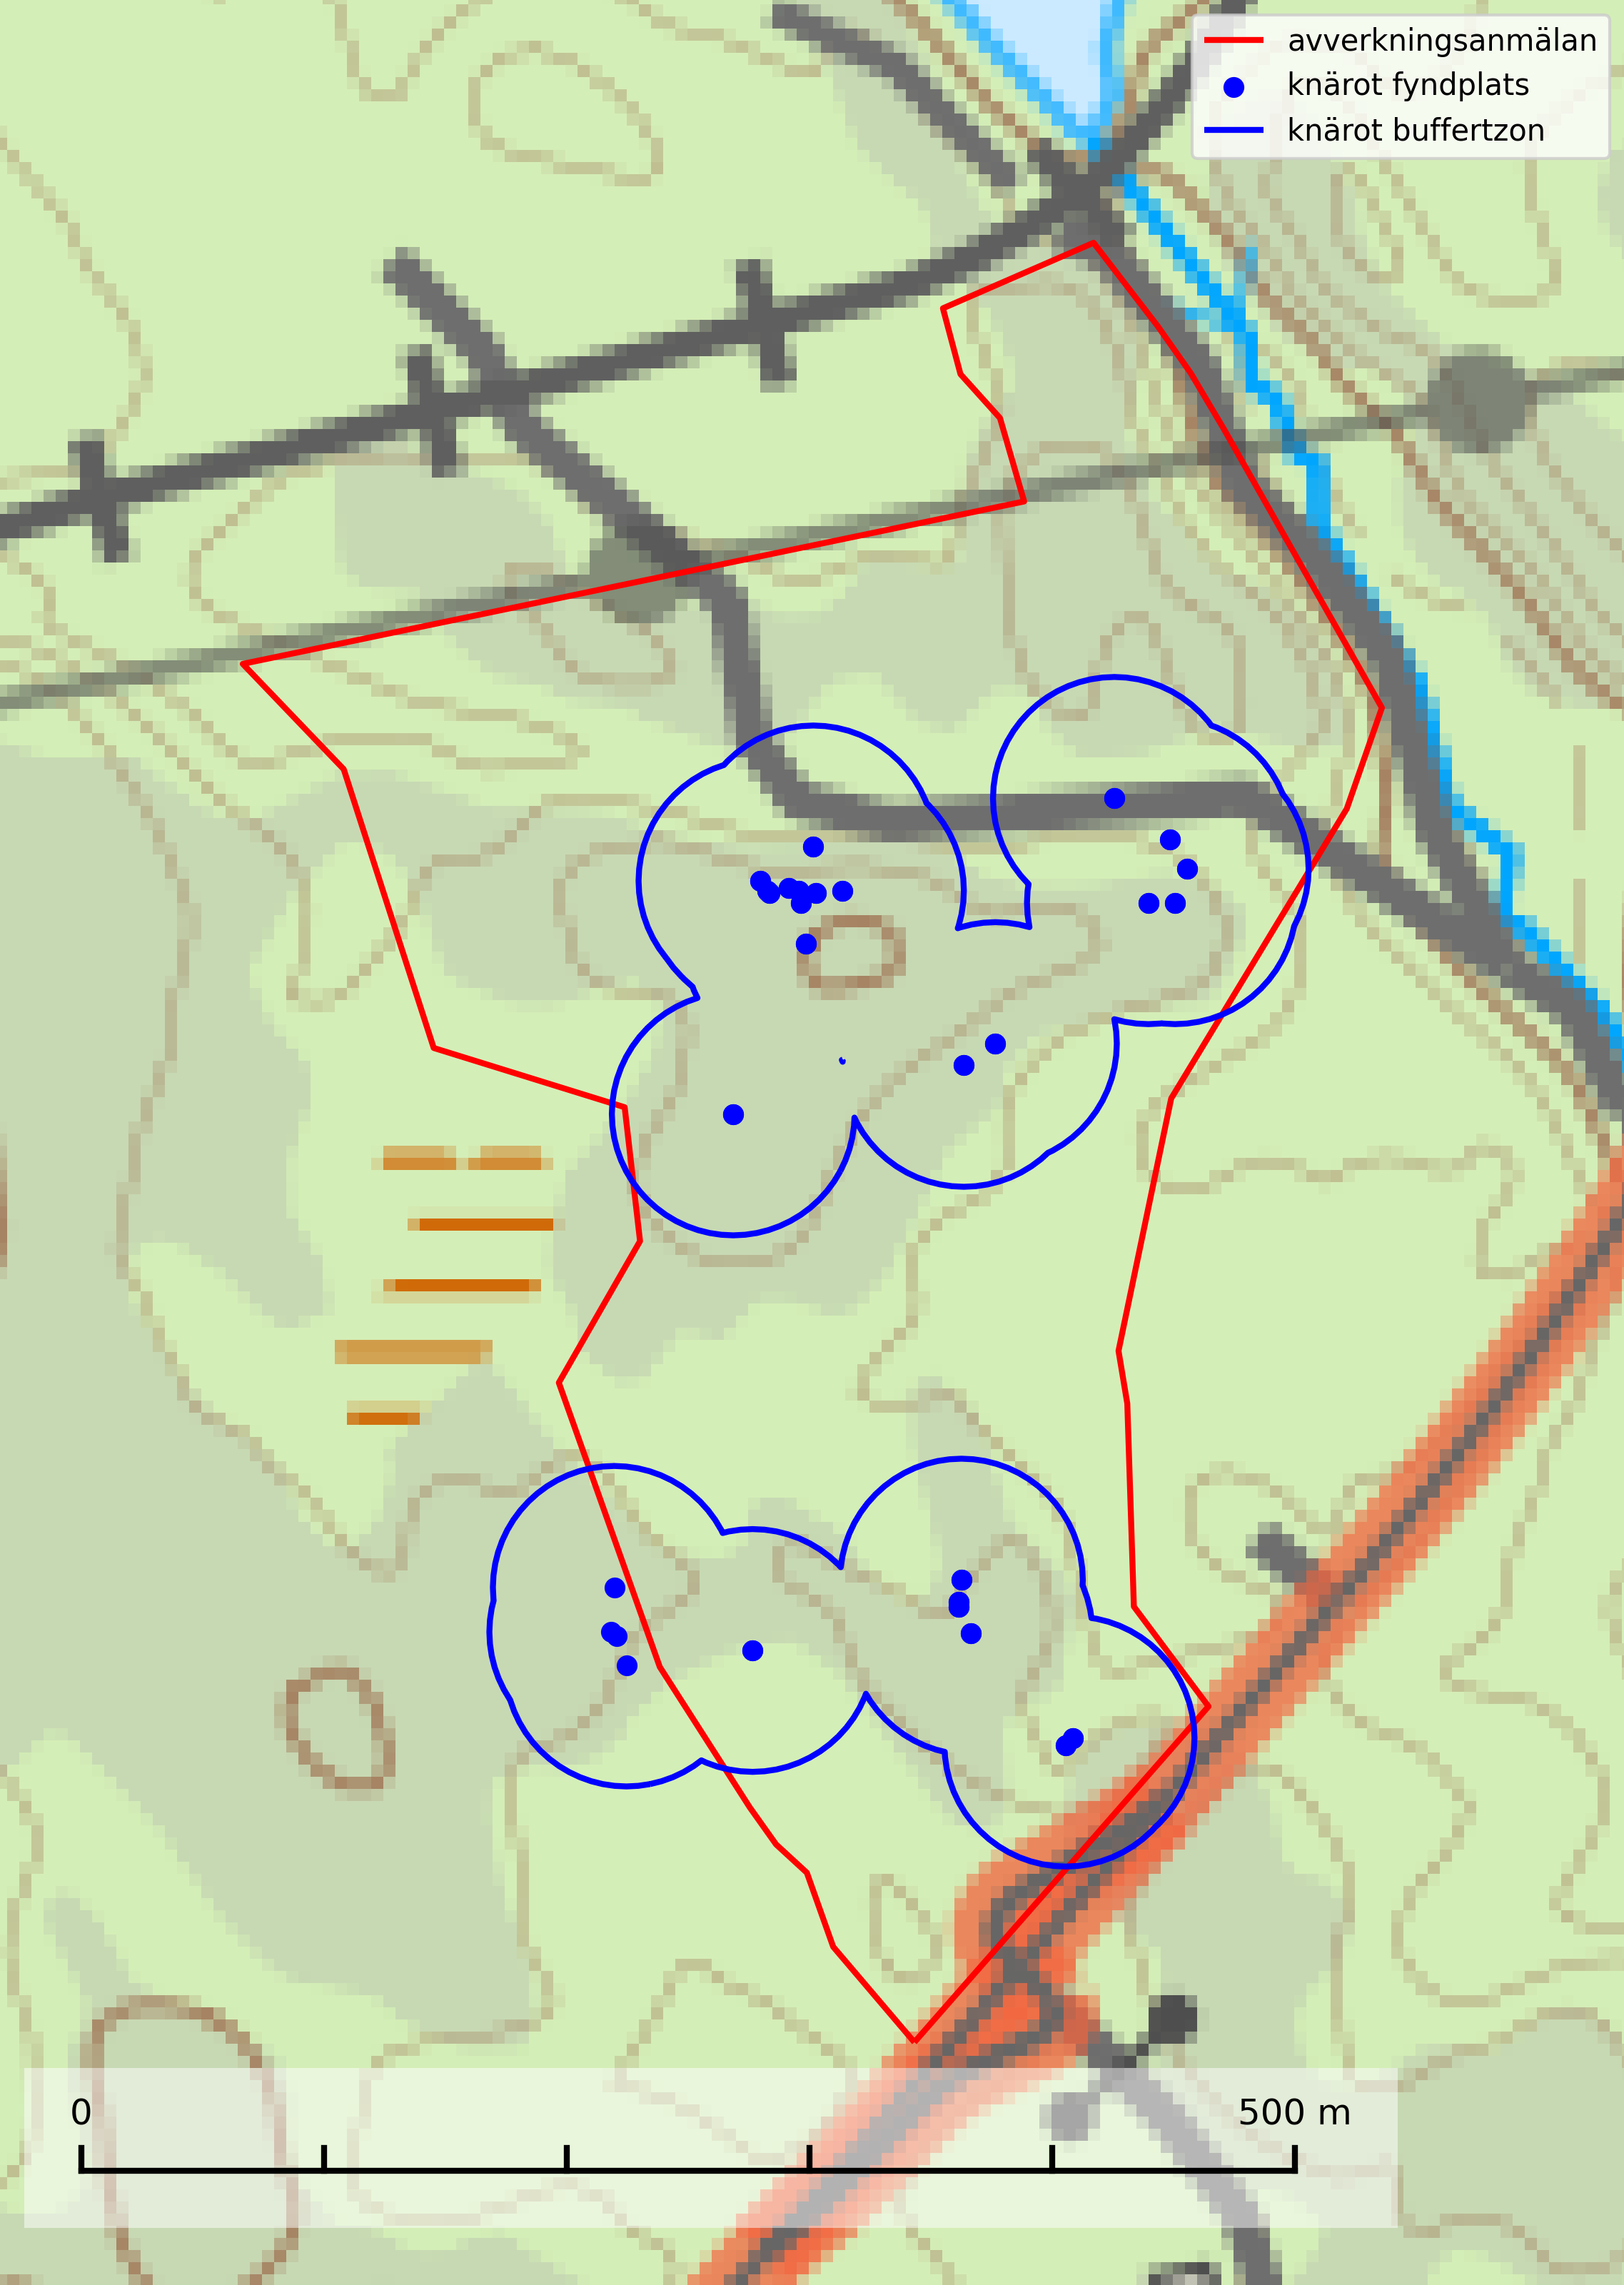 avverkningsanmälan
knärot fyndplats
knärot buffertzon
0
500 m